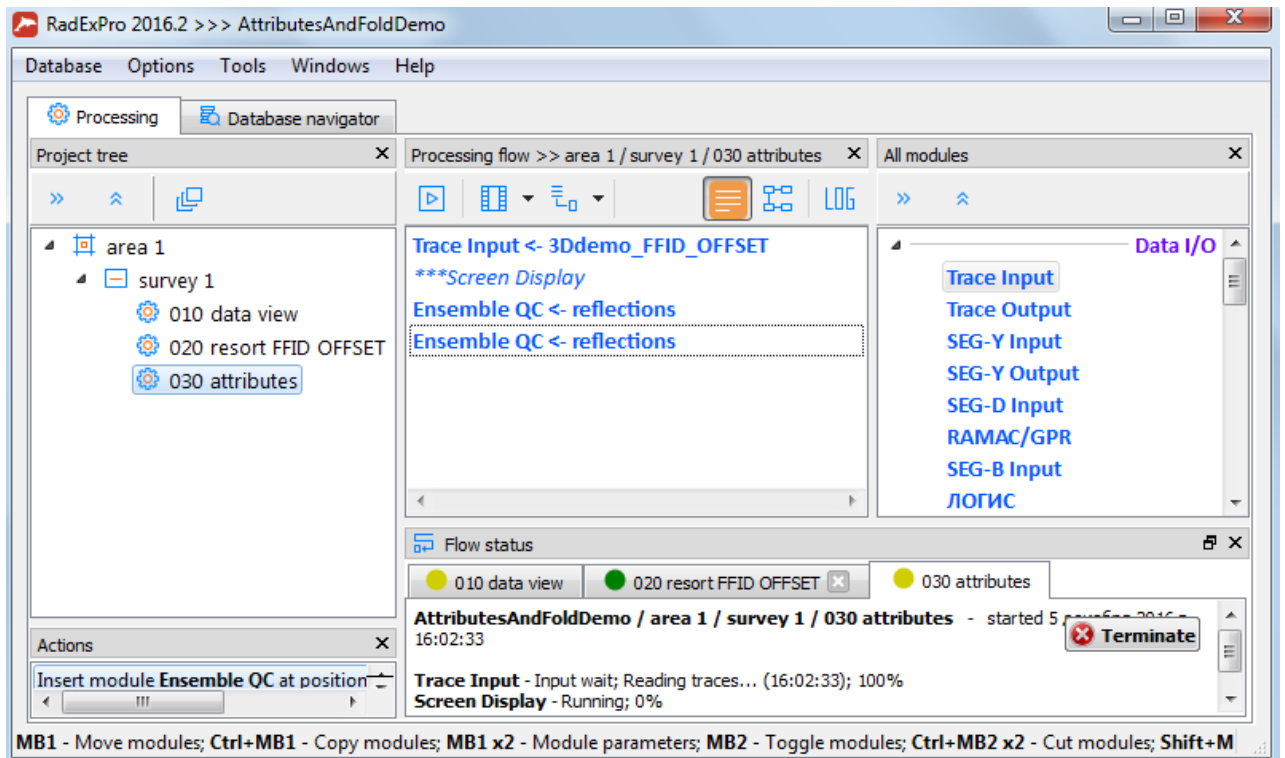 RadExPro 2016.2 >>> AttributesAndFoldDemo
Database Options Tools Windows Help
Processing Database navigator
Project tree
area 1
survey 1
010 data view
020 resort FFID OFFSET
030 attributes
Actions
Insert module Ensemble QC at position
Processing flow >> area 1 / survey 1 / 030 attributes
LOG
Trace Input <- 3Ddemo_FFID_OFFSET
***Screen Display
Ensemble QC <- reflections
Ensemble QC <- reflections
All modules
Data I/O
Trace Input
Trace Output
SEG-Y Input
SEG-Y Output
SEG-D Input
RAMAC/GPR
SEG-B Input
ЛОГИС
Flow status
010 data view 020 resort FFID OFFSET 030 attributes
AttributesAndFoldDemo / area 1 / survey 1 / 030 attributes - started 5
16:02:33
Terminate
Trace Input - Input wait; Reading traces... (16:02:33); 100%
Screen Display - Running; 0%
MB1 - Move modules; Ctrl+MB1 - Copy modules; MB1 x2 - Module parameters; MB2 - Toggle modules; Ctrl+MB2 x2 - Cut modules; Shift+M